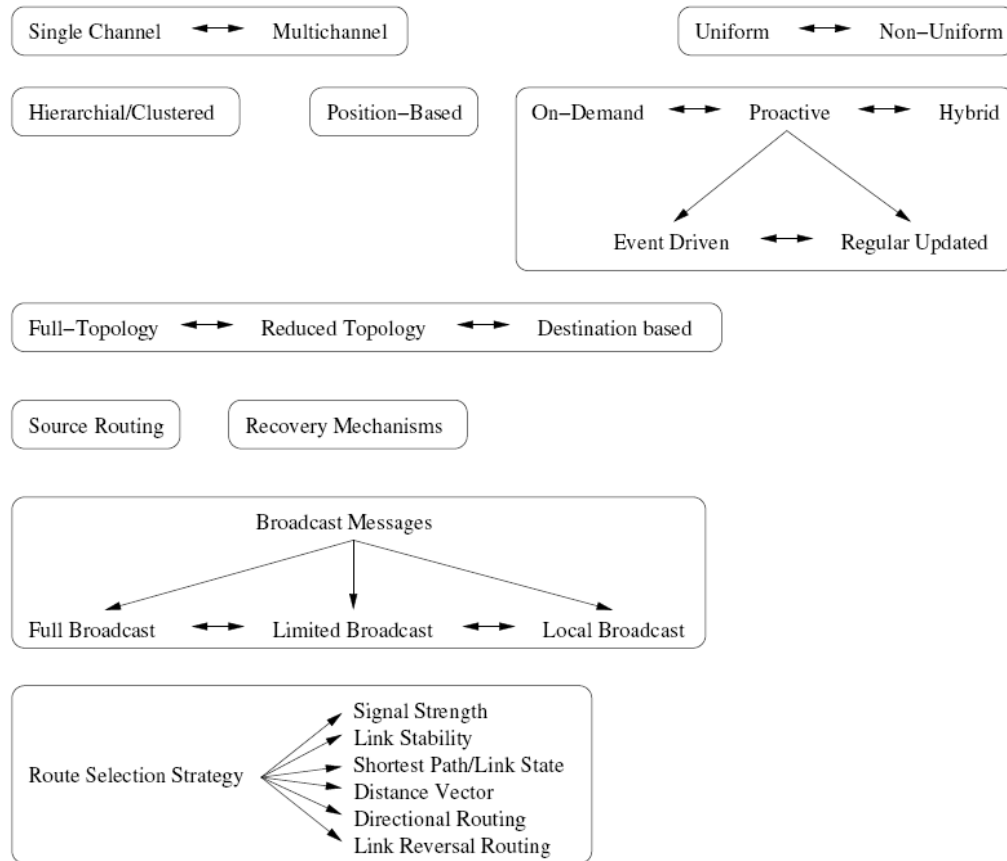 Single Channel Multichannel Uniform Non-Uniform
Hierarchial/Clustered Position-Based On-Demand Proactive Hybrid
Event Driven Regular Updated
Full-Topology Reduced Topology Destination based
Source Routing Recovery Mechanisms
Broadcast Messages
Full Broadcast Limited Broadcast Local Broadcast
Signal Strength
Link Stability
Shortest Path/Link State
Route Selection Strategy
Distance Vector
Directional Routing
Link Reversal Routing